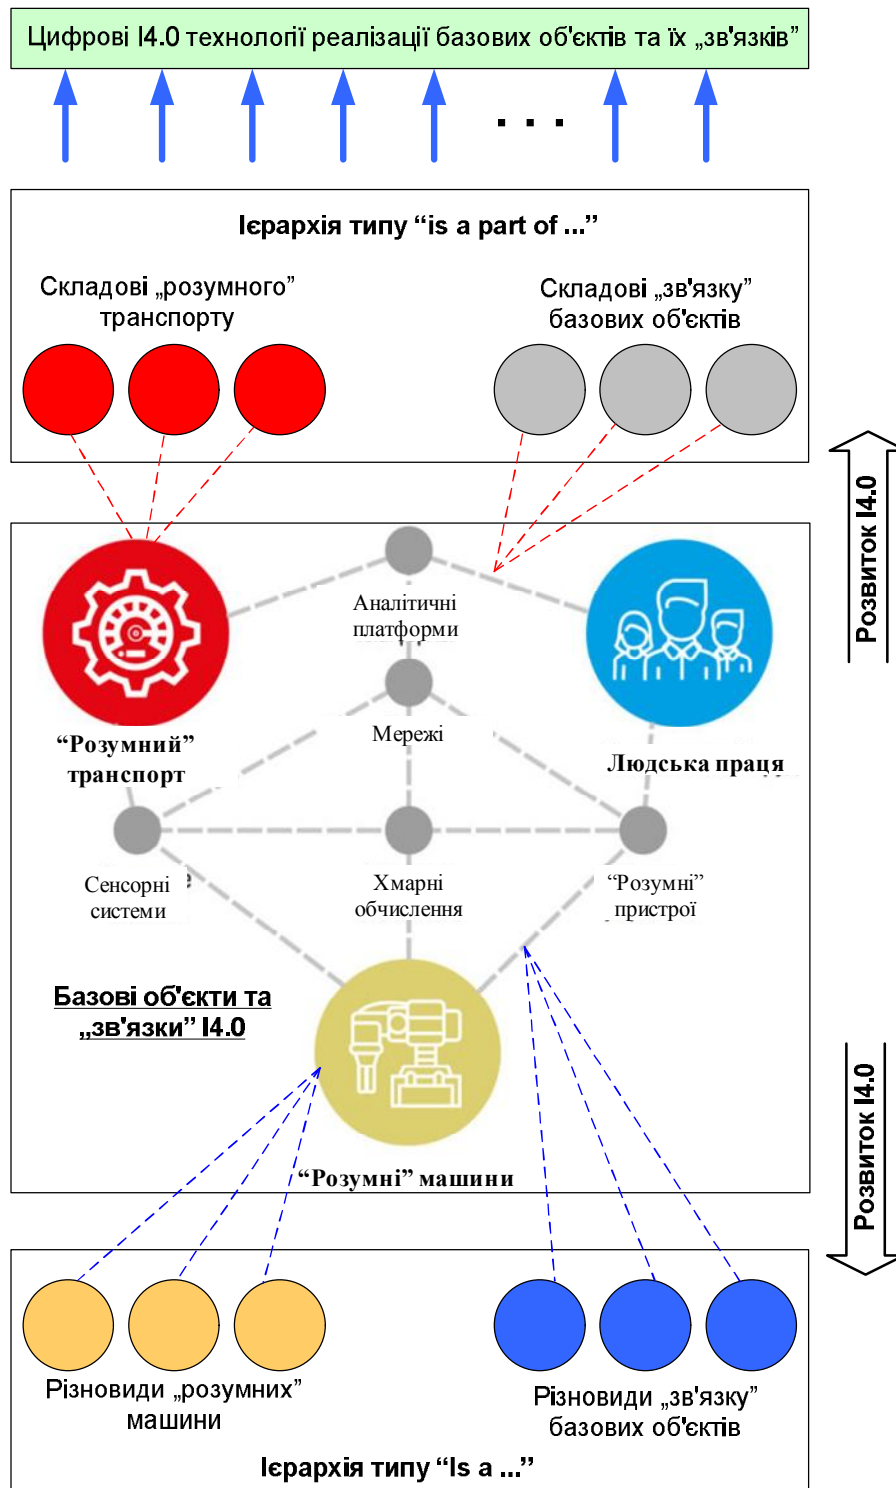 Цифрові І4.0 технології реалізації базових об'єктів та їх „зв'язків”
. . .
Ієрархія типу “is a part of ...”
Складові „розумного”
транспорту
Складові „зв'язку”
базових об'єктів
Розвиток І4.0
Аналітичні
платформи
“Розумний”
транспорт
Мережі
Людська праця
Сенсорні
системи
Хмарні
обчислення
“Розумні”
пристрої
Базові об'єкти та
„зв'язки” І4.0
“Розумні” машини
Розвиток І4.0
Різновиди „розумних”
машини
Різновиди „зв'язку”
базових об'єктів
Ієрархія типу “Is a ...”